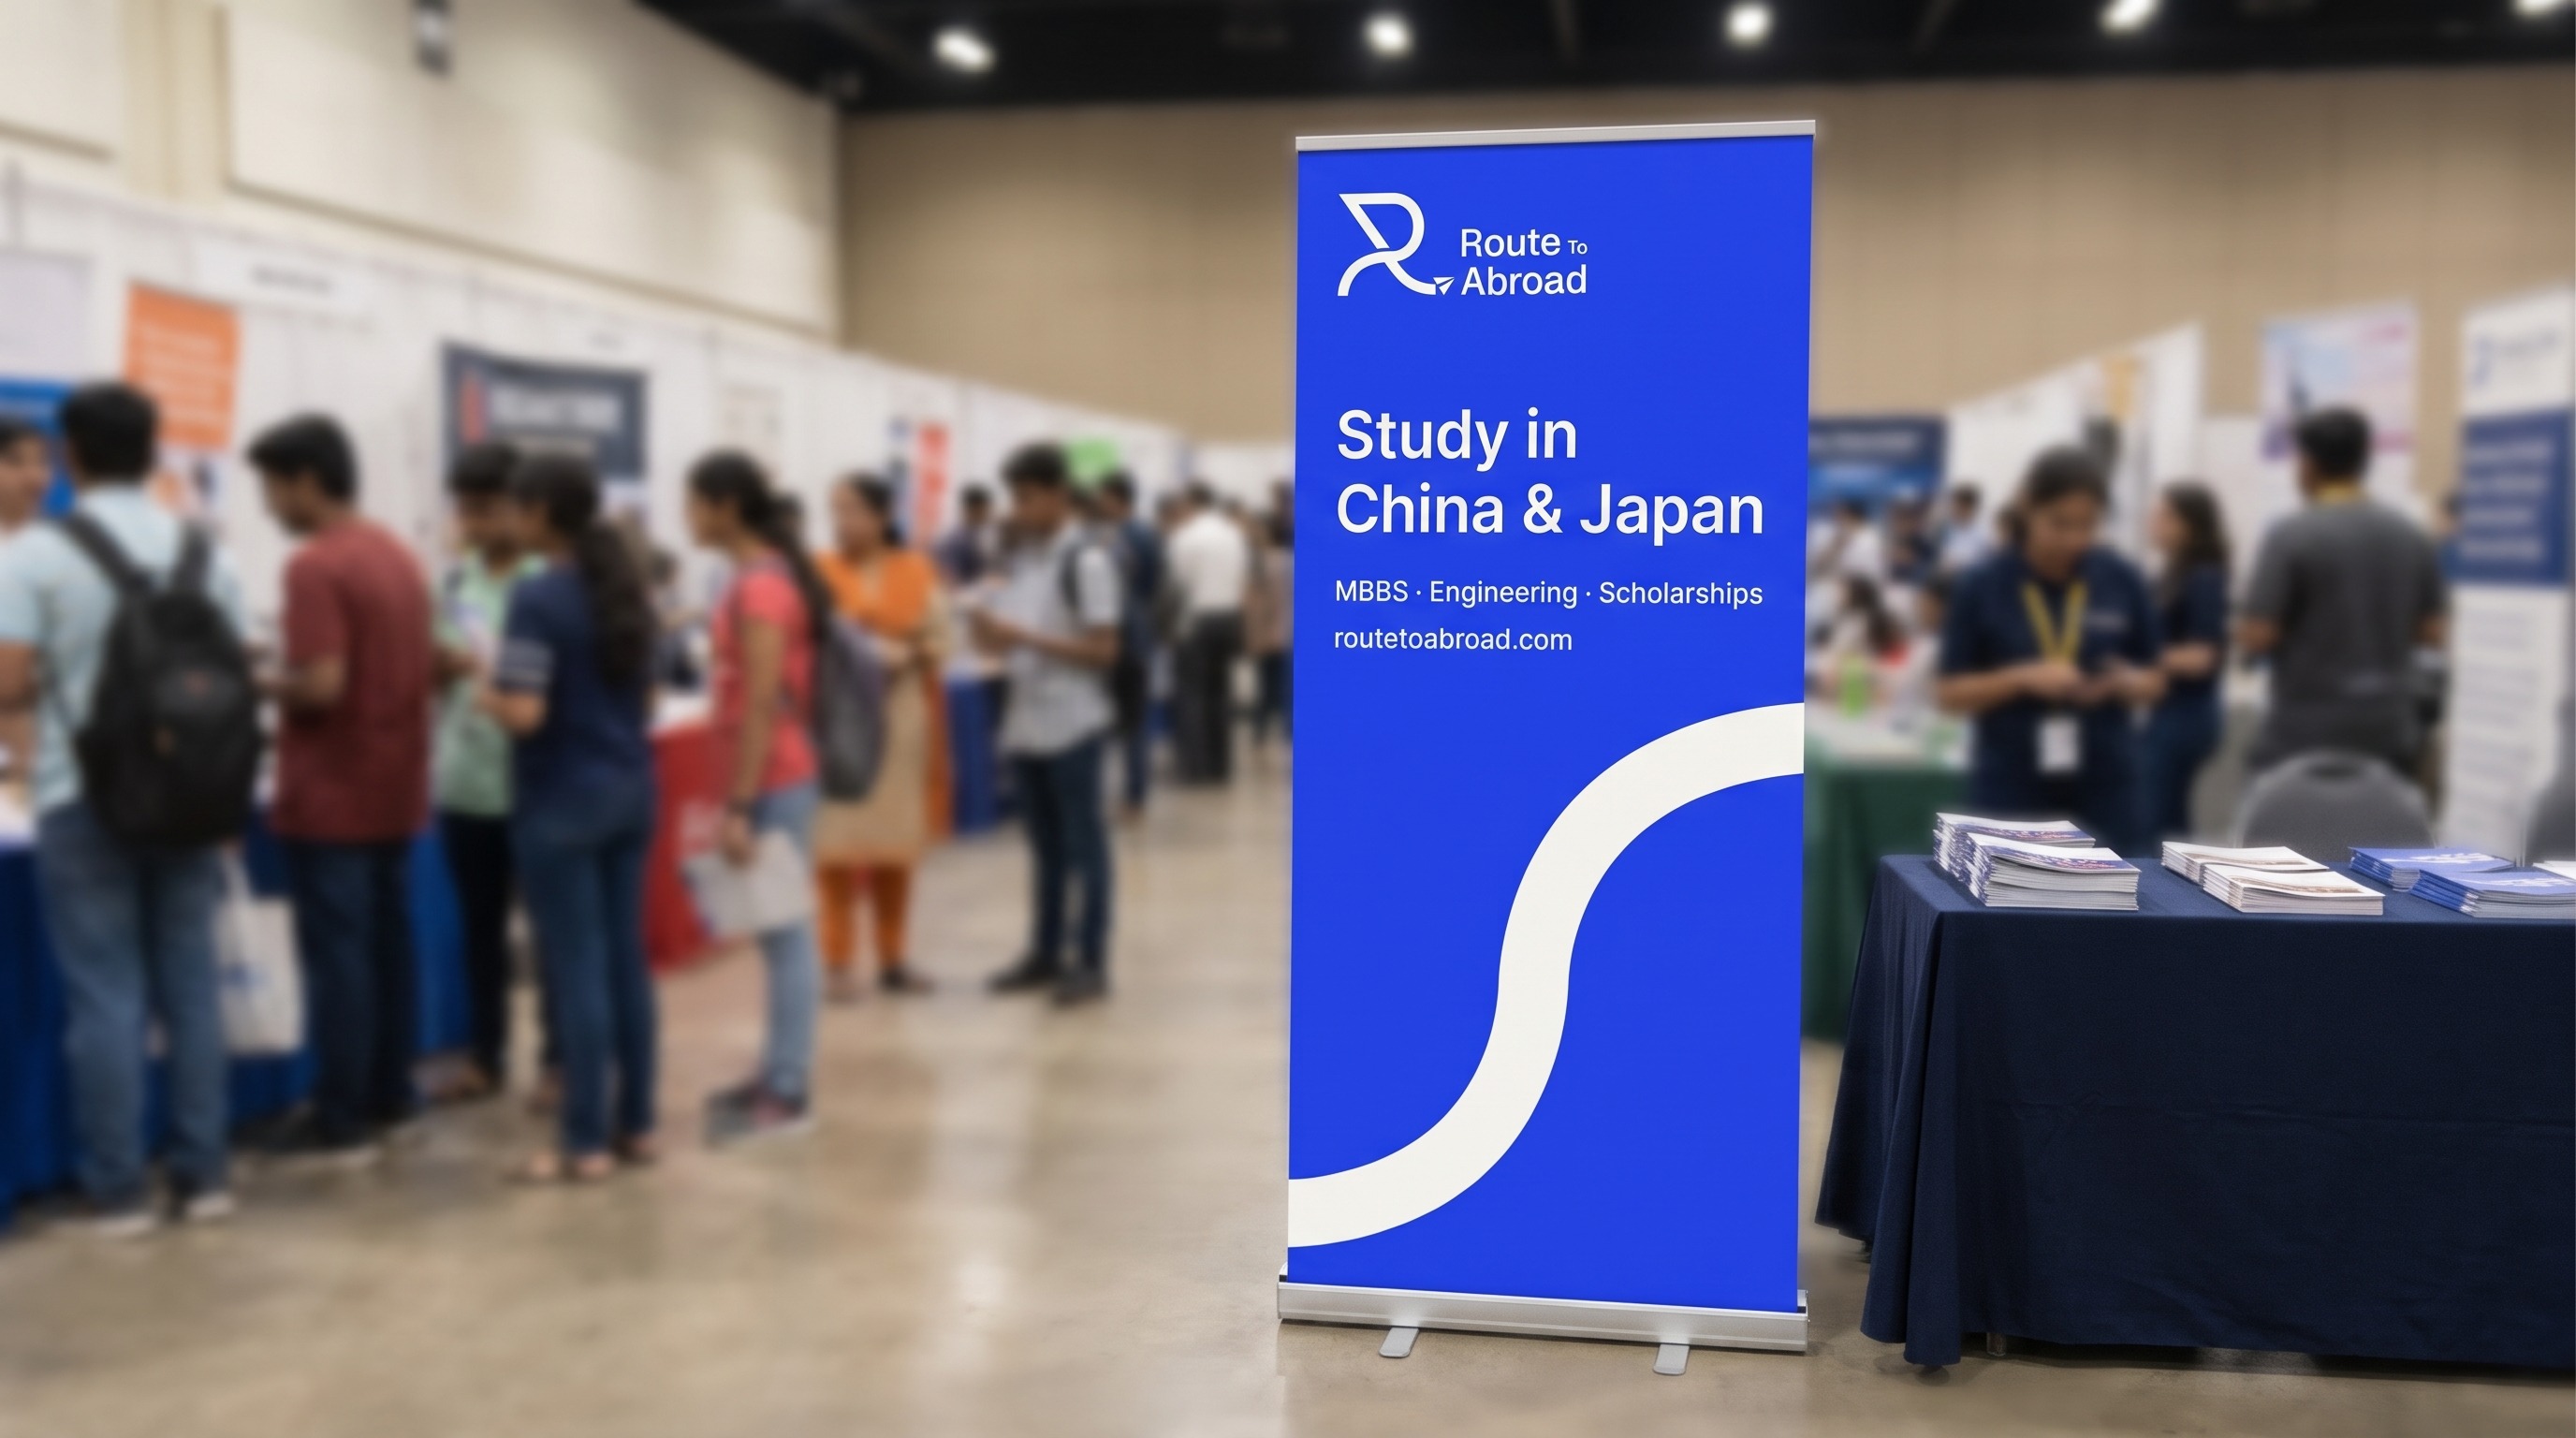 Route To
Abroad
Study in
China & Japan
MBBS · Engineering · Scholarships
routetoabroad.com